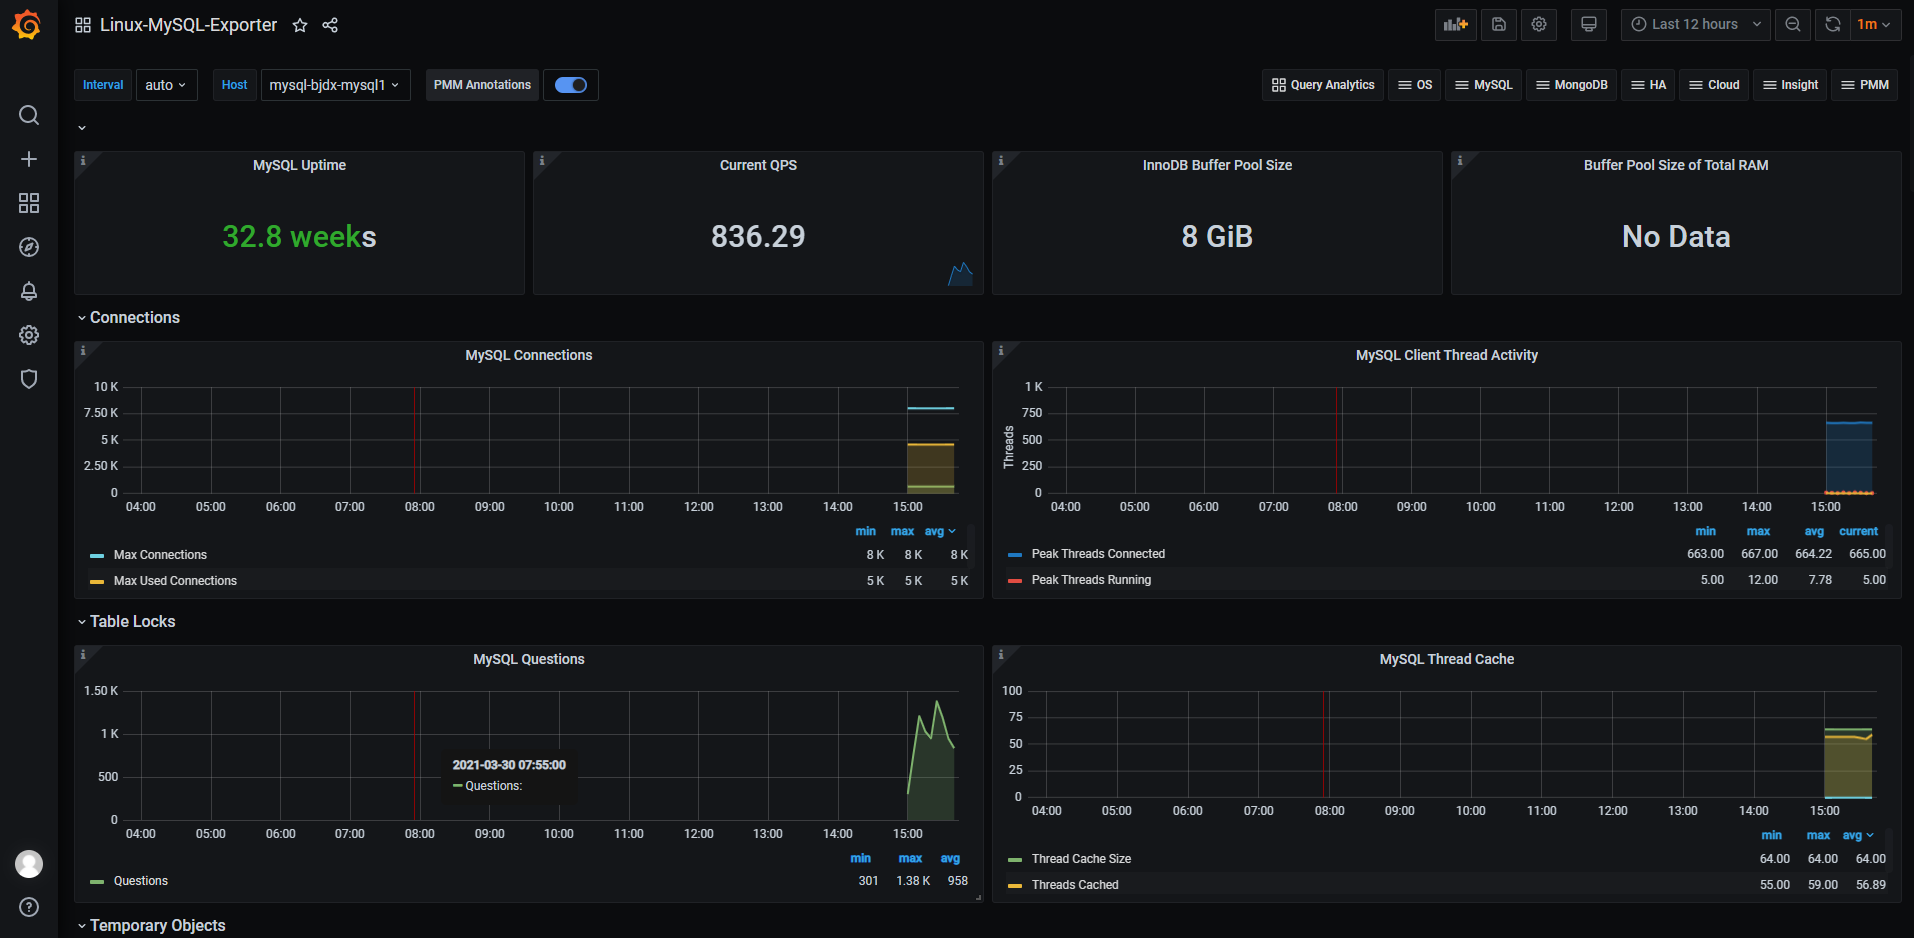 Linux-MySQL-Exporter
Last 12 hours
1m
Interval auto Host mysql-bjdx-mysql1 PMM Annotations
Query Analytics OS MySQL MongoDB HA Cloud Insight PMM
MySQL Uptime
32.8 weeks
Current QPS
836.29
InnoDB Buffer Pool Size
8 GiB
Buffer Pool Size of Total RAM
No Data
Connections
MySQL Connections
10 K
7.50 K
5 K
2.50 K
0
04:00 05:00 06:00 07:00 08:00 09:00 10:00 11:00 12:00 13:00 14:00 15:00
min max avg
Max Connections 8 K 8 K 8 K
Max Used Connections 5 K 5 K 5 K
MySQL Client Thread Activity
Threads
1 K
750
500
250
0
04:00 05:00 06:00 07:00 08:00 09:00 10:00 11:00 12:00 13:00 14:00 15:00
min max avg current
Peak Threads Connected 663.00 667.00 664.22 665.00
Peak Threads Running 5.00 12.00 7.78 5.00
Table Locks
MySQL Questions
1.50 K
1 K
500
0
2021-03-30 07:55:00
Questions:
04:00 05:00 06:00 07:00 08:00 09:00 10:00 11:00 12:00 13:00 14:00 15:00
min max avg
Questions 301 1.38 K 958
MySQL Thread Cache
100
75
50
25
0
04:00 05:00 06:00 07:00 08:00 09:00 10:00 11:00 12:00 13:00 14:00 15:00
min max avg
Thread Cache Size 64.00 64.00 64.00
Threads Cached 55.00 59.00 56.89
Temporary Objects